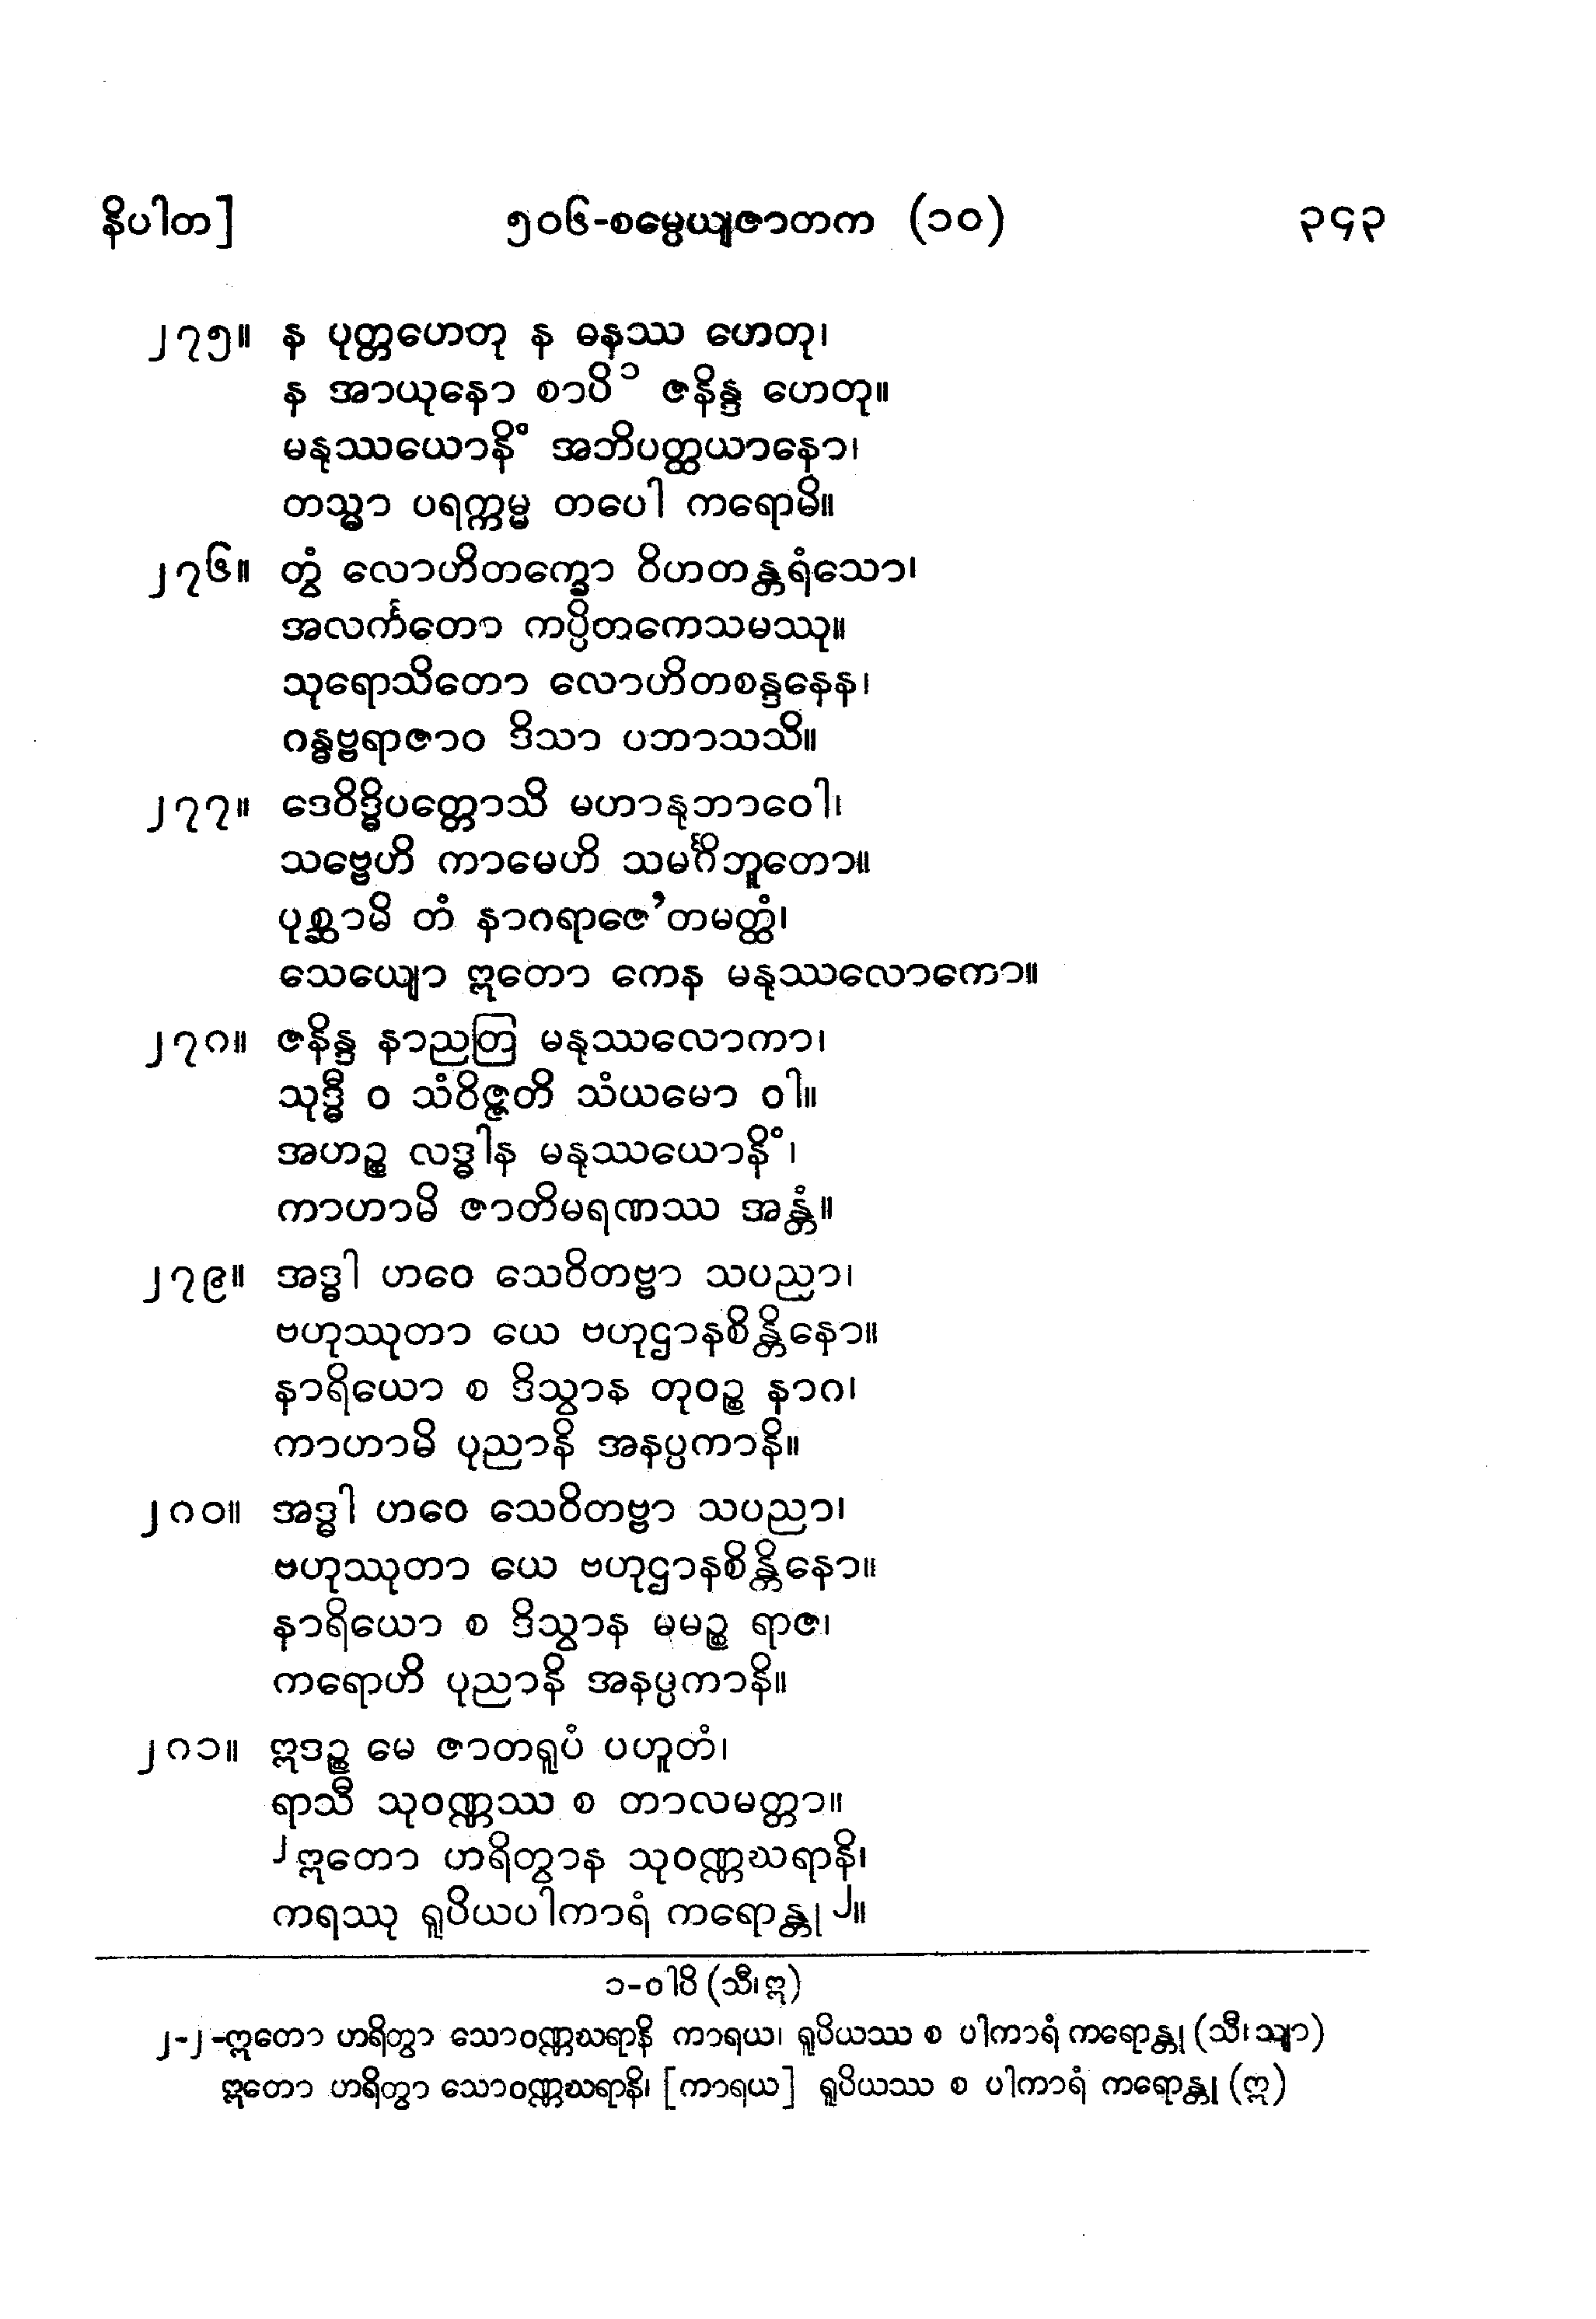 နိပါတ]	၅၀၆-စမ္ပေယျဇာတက (၁၀)	၃၄၃
၂၇၅။ န ပုတ္တဟေတု န ဓနဿ ဟေတု၊
န အာယုနော စာပိ ၁ ဇနိန္ဒ ဟေတု။
မနုဿယောနိံ အဘိပတ္ထယာနော၊
တသ္မာ ပရက္ကမ္မ တပေါ ကရောမိ။
၂၇၆။ တွံ လောဟိတက္ခော ဝိဟတန္တရံသော၊
အလင်္ကတော ကပ္ပိတကေသမဿု။
သုရောသိတော လောဟိတစန္ဒနေန၊
ဂန္ဓဗ္ဗရာဇာဝ ဒိသာ ပဘာသသိ။
၂၇၇။ ဒေဝိဒ္ဓိပတ္တောသိ မဟာနုဘာဝေါ၊
သဗ္ဗေဟိ ကာမေဟိ သမင်္ဂိဘူတော။
ပုစ္ဆာမိ တံ နာဂရာဇေ’တမတ္ထံ၊
သေယျော ဣတော ကေန မနုဿလောကော။
၂၇၈။ ဇနိန္ဒ နာညတြ မနုဿလောကာ၊
သုဒ္ဓီ ဝ သံဝိဇ္ဇတိ သံယမော ဝါ။
အဟဉ္စ လဒ္ဓါန မနုဿယောနိံ၊
ကာဟာမိ ဇာတိမရဏဿ အန္တံ။
၂၇၉။ အဒ္ဓါ ဟဝေ သေဝိတဗ္ဗာ သပညာ၊
ဗဟုဿုတာ ယေ ဗဟုဌာနစိန္တိနော။
နာရိယော စ ဒိသွာန တုဝဉ္စ နာဂ၊
ကာဟာမိ ပုညာနိ အနပ္ပကာနိ။
၂၈၀။ အဒ္ဓါ ဟဝေ သေဝိတဗ္ဗာ သပညာ၊
ဗဟုဿုတာ ယေ ဗဟုဌာနစိန္တိနော။
နာရိယော စ ဒိသွာန မမဉ္စ ရာဇ၊
ကရောဟိ ပုညာနိ အနပ္ပကာနိ။
၂၈၁။ ဣဒဉ္စ မေ ဇာတရူပံ ပဟူတံ၊
ရာသီ သုဝဏ္ဏဿ စ တာလမတ္တာ။
၂ ဣတော ဟရိတွာန သုဝဏ္ဏဃရာနိ၊
ကရဿု ရူပိယပါကာရံ ကရောန္တု ၂။
၁-ဝါပိ (သီ၊ ဣ)
၂-၂-ဣတော ဟရိတွာ သောဝဏ္ဏဃရာနိ ကာရယ၊ ရူပိယဿ စ ပါကာရံ ကရောန္တု (သီ၊ သျာ)
ဣတော ဟရိတွာ သောဝဏ္ဏဃရာနိ၊ [ကာရယ] ရူပိယဿ စ ပါကာရံ ကရောန္တု (ဣ)